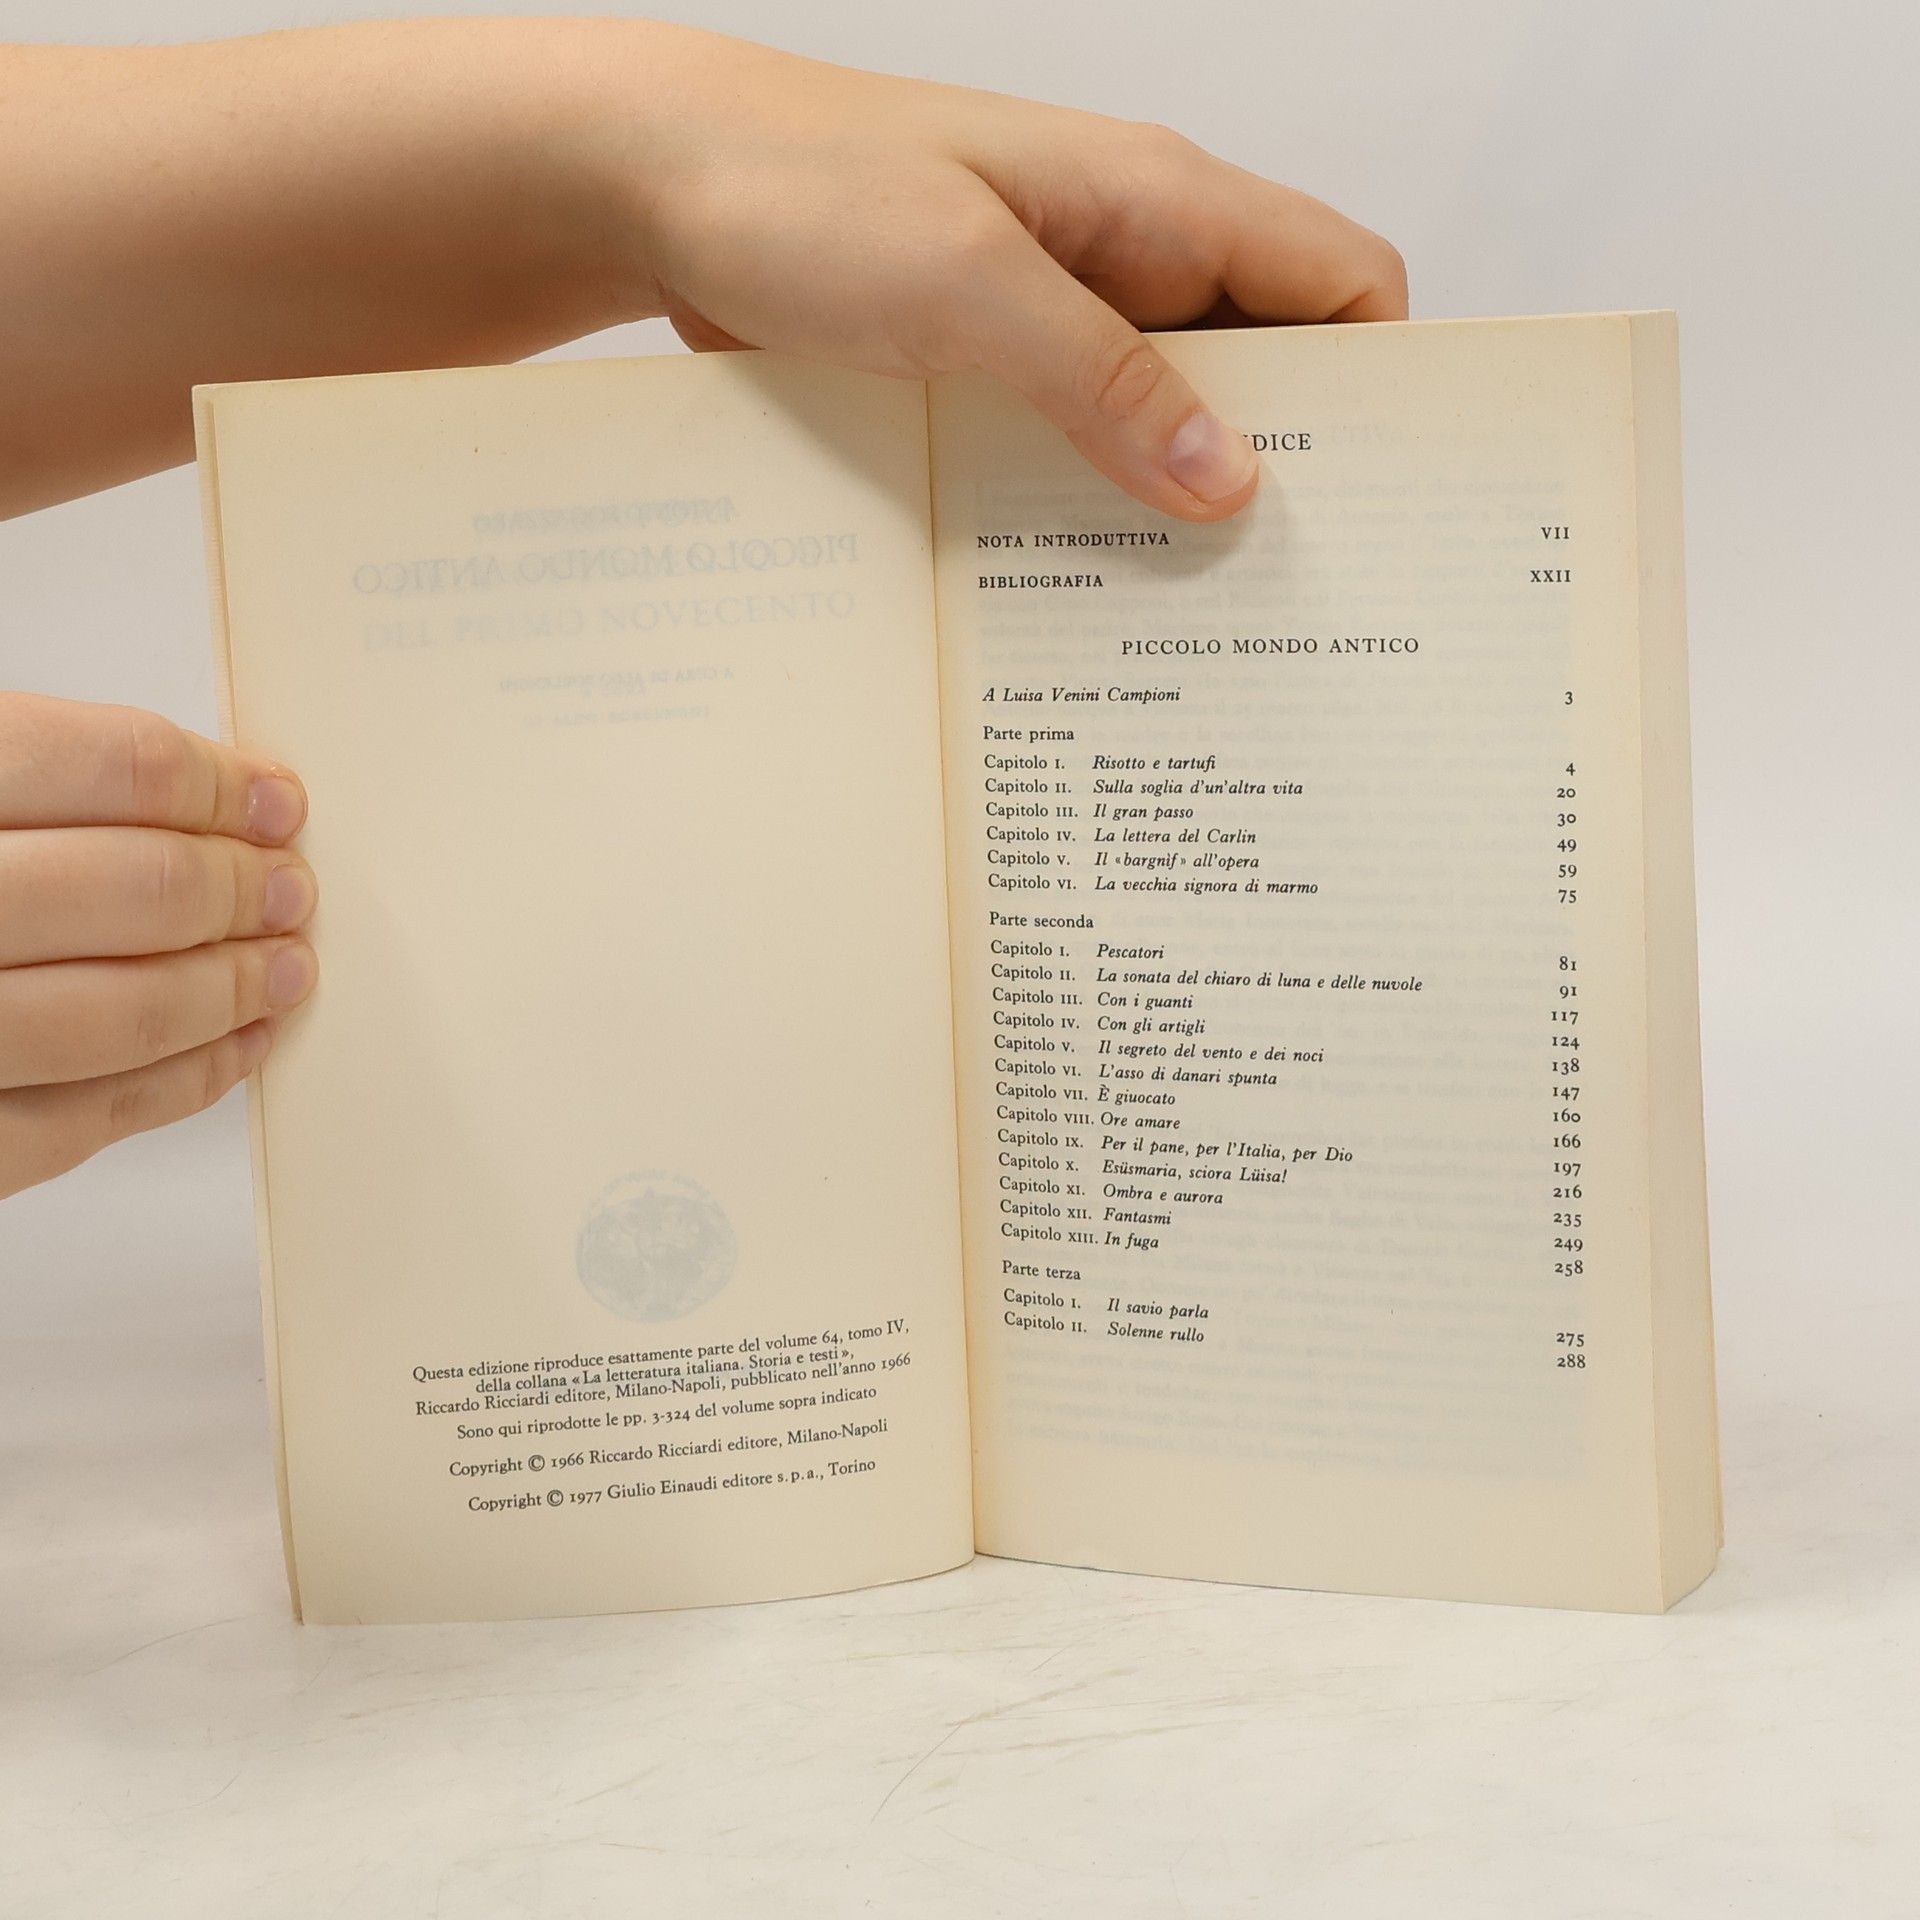 Questa edizione riproduce esattamente parte del volume 64, tomo IV,
della collana «La letteratura italiana. Storia e testi»,
Riccardo Ricciardi editore, Milano-Napoli, pubblicato nell'anno 1966
Sono qui riprodotte le pp. 3-324 del volume sopra indicato
Copyright © 1966 Riccardo Ricciardi editore, Milano-Napoli
Copyright © 1977 Giulio Einaudi editore s.p.a., Torino
DICE
NOTA INTRODUTTIVA VII
BIBLIOGRAFIA XXII
PICCOLO MONDO ANTICO
A Luisa Venini Campioni 3
Parte prima
Capitolo I. Risotto e tartufi 4
Capitolo II. Sulla soglia d'un'altra vita 20
Capitolo III. Il gran passo 30
Capitolo IV. La lettera del Carlin 49
Capitolo V. Il «bargnìf» all'opera 59
Capitolo VI. La vecchia signora di marmo 75
Parte seconda
Capitolo I. Pescatori 81
Capitolo II. La sonata del chiaro di luna e delle nuvole 91
Capitolo III. Con i guanti 117
Capitolo IV. Con gli artigli 124
Capitolo V. Il segreto del vento e dei noci 138
Capitolo VI. L'asso di danari spunta 147
Capitolo VII. È giuocato 160
Capitolo VIII. Ore amare 166
Capitolo IX. Per il pane, per l'Italia, per Dio 197
Capitolo X. Esüsmaria, sciora Lüisa! 216
Capitolo XI. Ombra e aurora 235
Capitolo XII. Fantasmi 249
Capitolo XIII. In fuga 258
Parte terza
Capitolo I. Il savio parla 275
Capitolo II. Solenne rullo 288